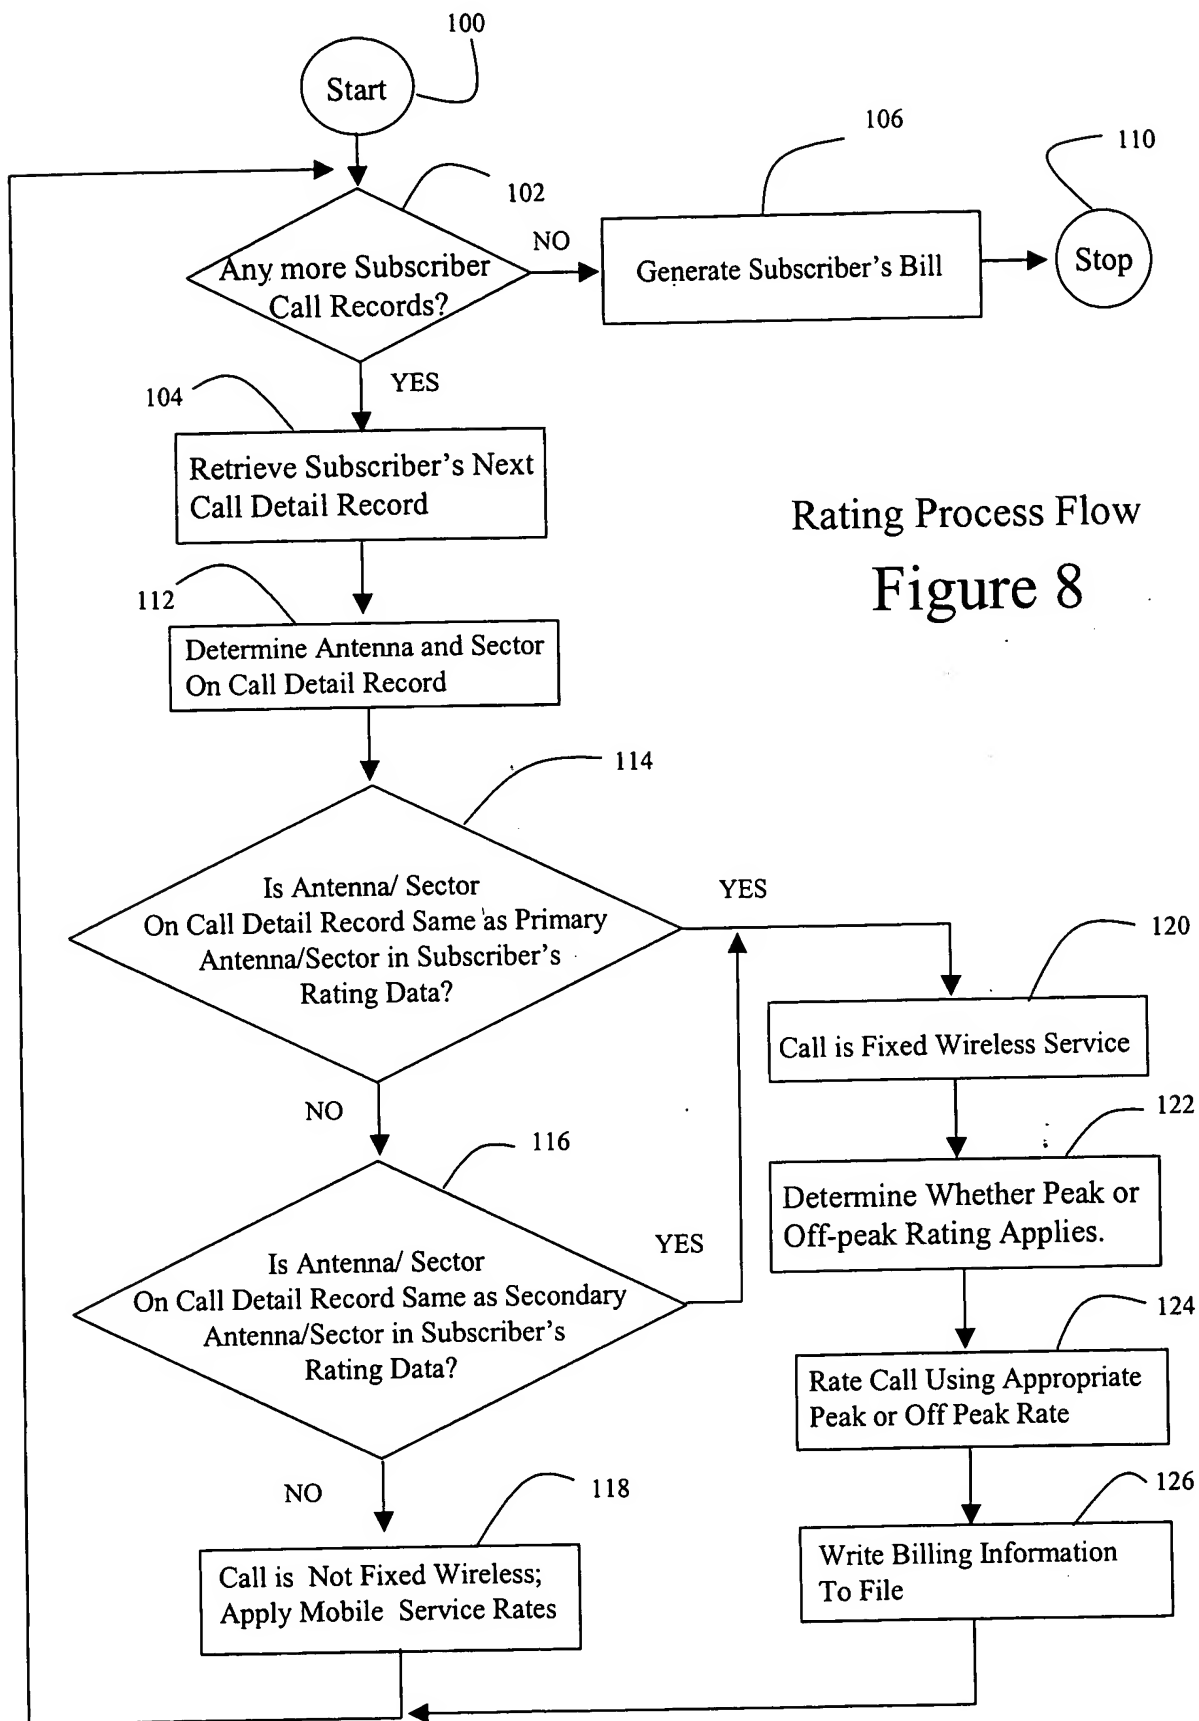 100
Start
106
110
102
NO
Any more Subscriber
Call Records?
Generate Subscriber's Bill
Stop
YES
104
Retrieve Subscriber's Next
Call Detail Record
Rating Process Flow
Figure 8
112
Determine Antenna and Sector
On Call Detail Record
114
Is Antenna/ Sector
On Call Detail Record Same as Primary
Antenna/Sector in Subscriber's
Rating Data?
YES
120
Call is Fixed Wireless Service
NO
122
116
Determine Whether Peak or
Off-peak Rating Applies.
YES
Is Antenna/ Sector
On Call Detail Record Same as Secondary
Antenna/Sector in Subscriber's
Rating Data?
124
Rate Call Using Appropriate
Peak or Off Peak Rate
NO
118
126
Call is Not Fixed Wireless;
Apply Mobile Service Rates
Write Billing Information
To File